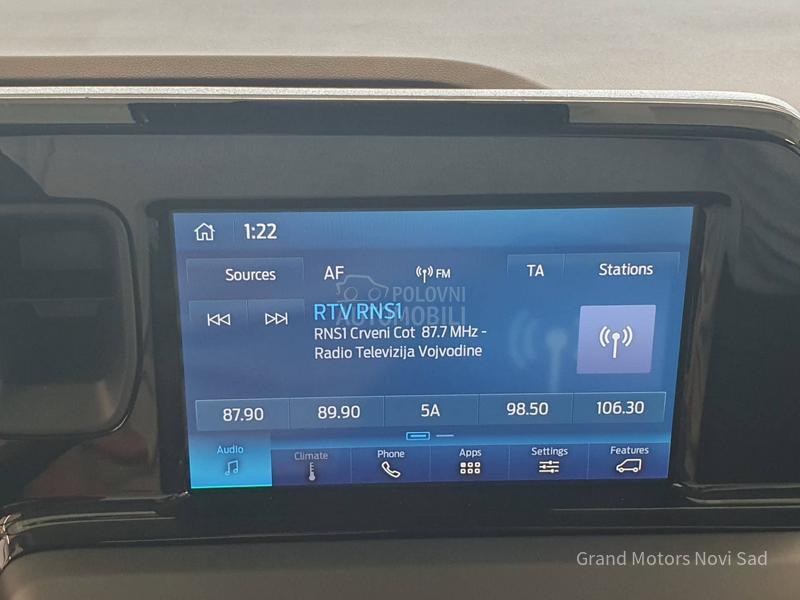 1:22
Sources AF FM TA Stations
RTV RNS1
RNS1 Crveni Cot 87.7 MHz -
Radio Televizija Vojvodine
POLOVNI
AUTOMOBILI
87.90 89.90 5A 98.50 106.30
Audio Climate Phone Apps Settings Features
Grand Motors Novi Sad